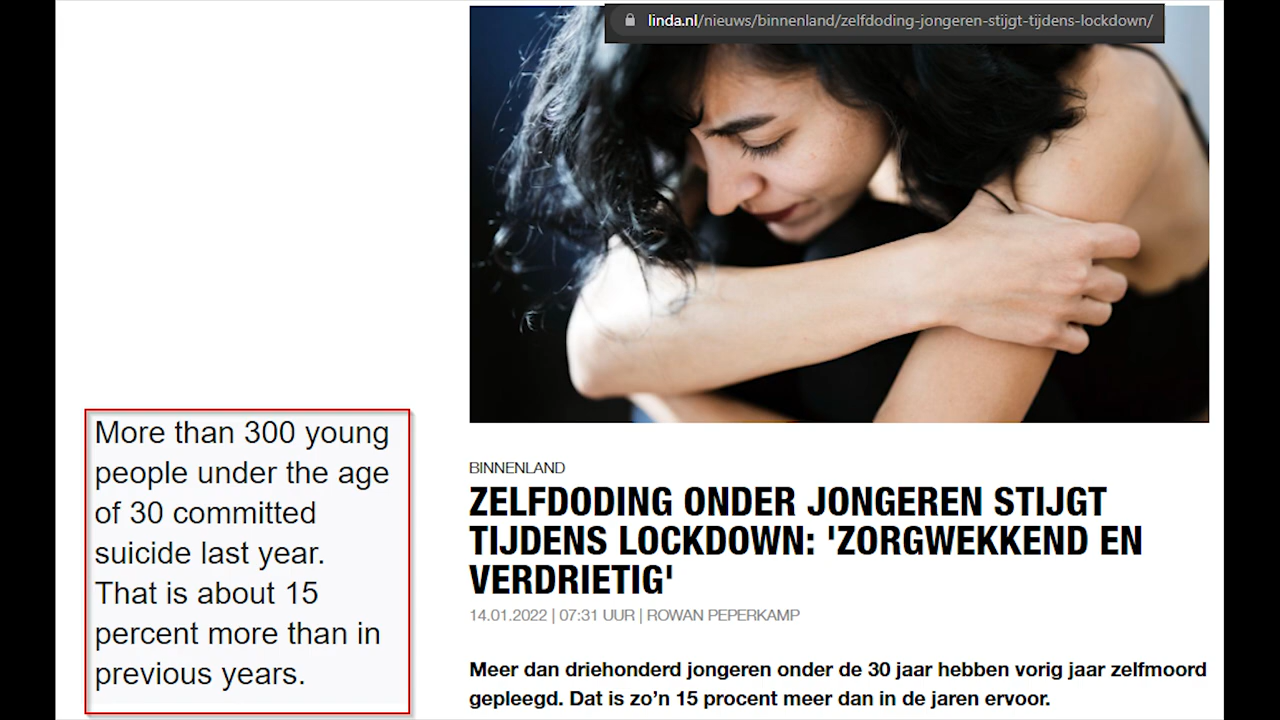 linda.nl/nieuws/binnenland/zelfdoding-jongeren-stijgt-tijdens-lockdown/
More than 300 young
people under the age
of 30 committed
suicide last year.
That is about 15
percent more than in
previous years.
BINNENLAND
ZELFDODING ONDER JONGEREN STIJGT
TIJDENS LOCKDOWN: 'ZORGWEKKEND EN
VERDRIETIG'
14.01.2022 | 07:31 UUR | ROWAN PEPERKAMP
Meer dan driehonderd jongeren onder de 30 jaar hebben vorig jaar zelfmoord
gepleegd. Dat is zo’n 15 procent meer dan in de jaren ervoor.